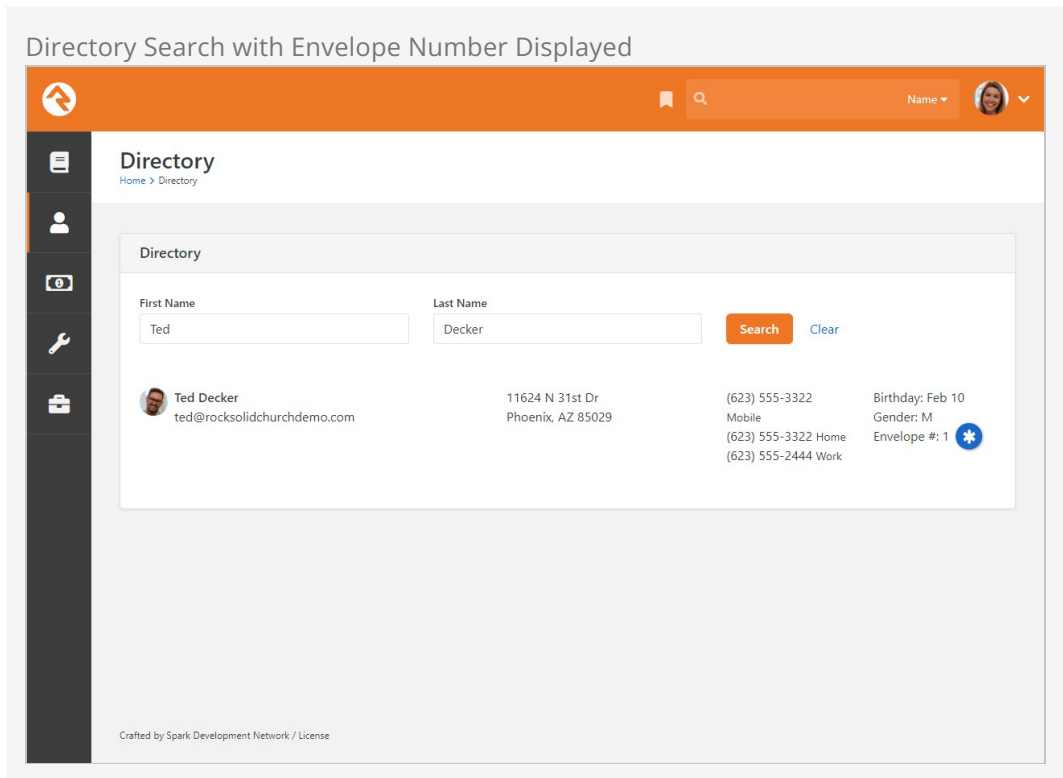 Directory Search with Envelope Number Displayed
Name
Directory
Home > Directory
Directory
First Name
Last Name
Ted
Decker
Search
Clear
Ted Decker
ted@rocksolidchurchdemo.com
11624 N 31st Dr
Phoenix, AZ 85029
(623) 555-3322
Mobile
(623) 555-3322 Home
(623) 555-2444 Work
Birthday: Feb 10
Gender: M
Envelope #: 1
Crafted by Spark Development Network / License